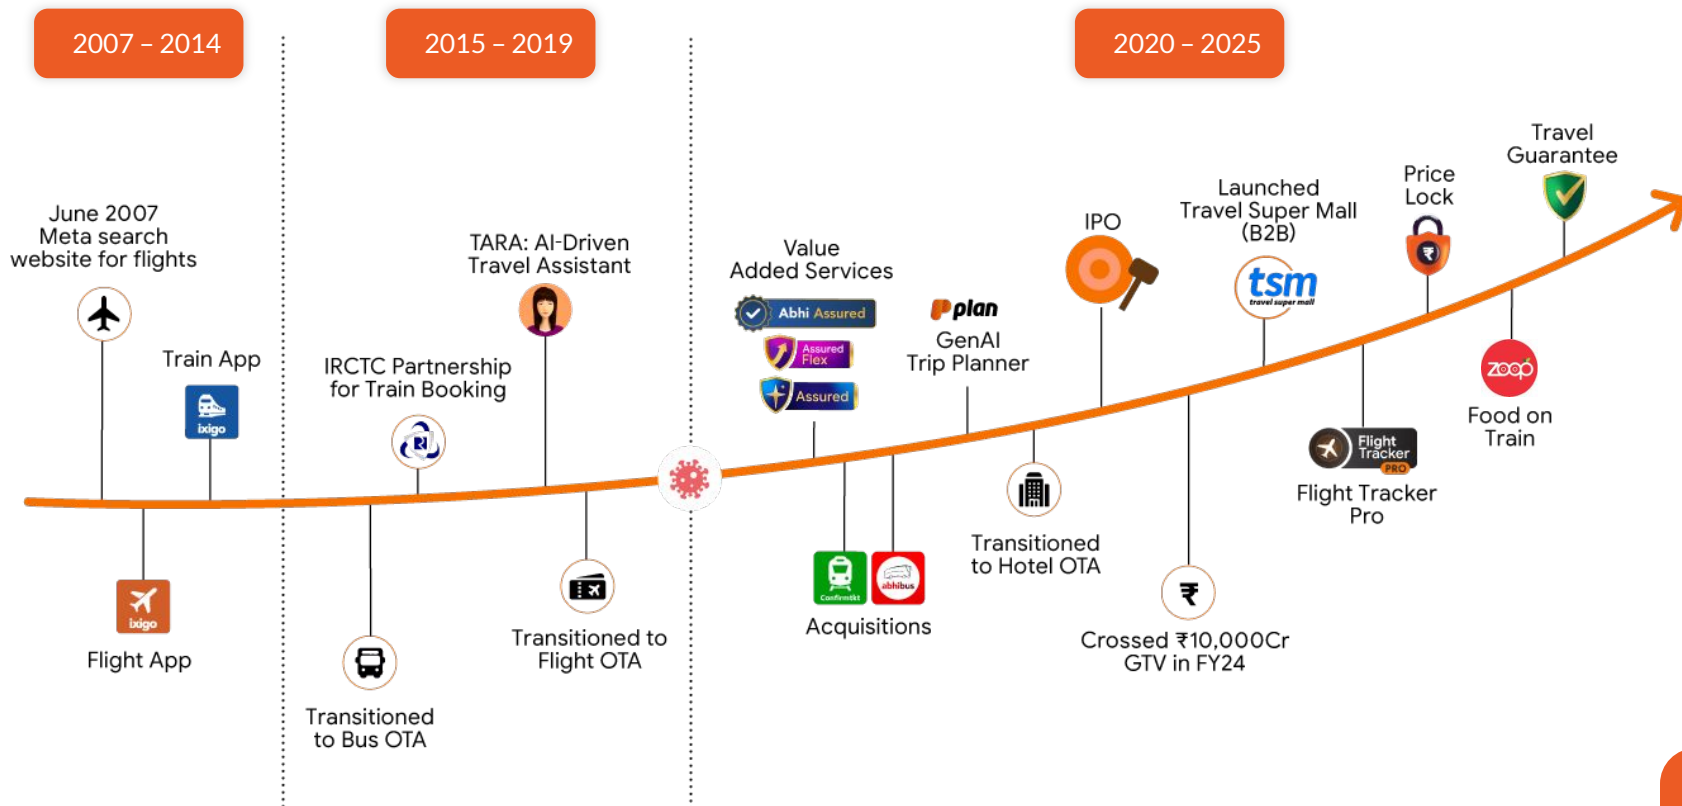 2007 – 2014
2015 – 2019
2020 – 2025
June 2007
Meta search
website for flights
Train App
ixigo
ixigo
Flight App
IRCTC Partnership
for Train Booking
TARA: AI-Driven
Travel Assistant
Transitioned
to Bus OTA
Transitioned to
Flight OTA
Value
Added Services
Abhi Assured
Assured
Flex
Assured
Confirmtkt
abhibus
Acquisitions
plan
GenAI
Trip Planner
Transitioned
to Hotel OTA
IPO
₹
Crossed ₹10,000Cr
GTV in FY24
Launched
Travel Super Mall
(B2B)
tsm
travel super mall
Flight
Tracker
PRO
Flight Tracker
Pro
Price
Lock
₹
zoop
Food on
Train
Travel
Guarantee